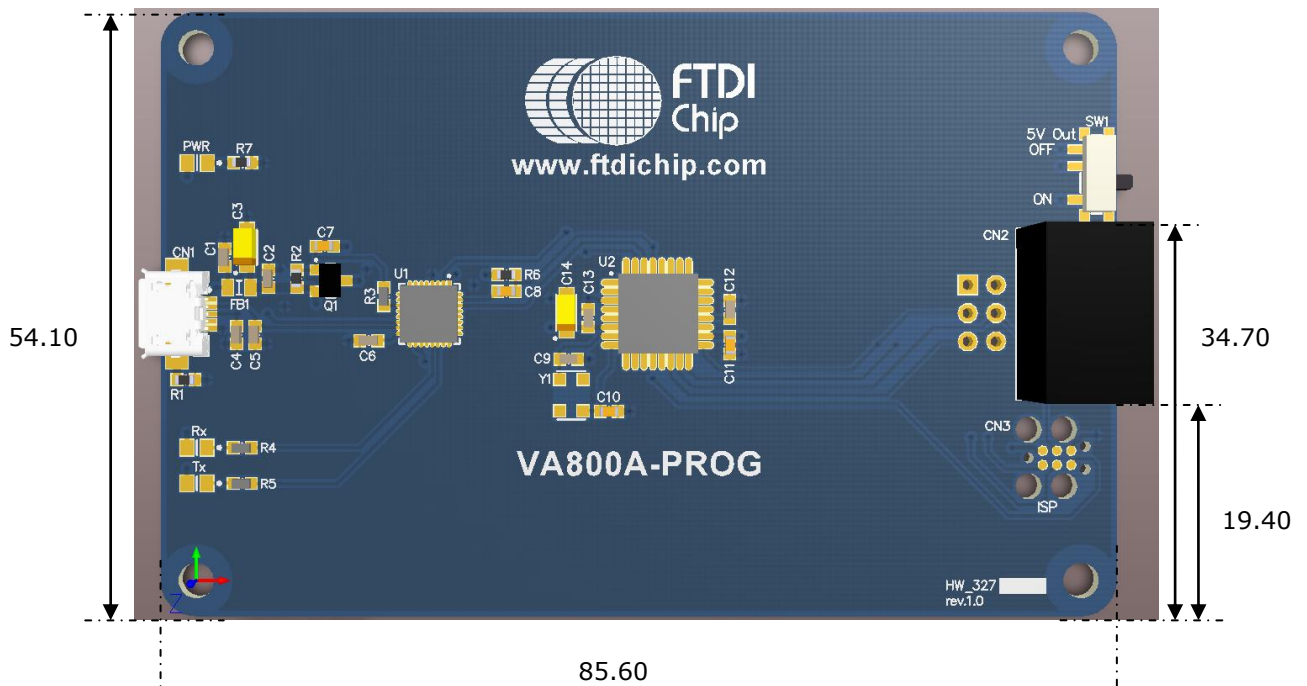 FTDI
Chip
www.ftdichip.com
PWR
R7
5V Out
SW1
OFF
ON
C3
C1
CN1
C2
R2
C7
FB1
Q1
U1
R3
C4
C5
C6
R1
R6
C8
C14
C13
U2
C12
C9
C11
Y1
C10
CN2
54.10
34.70
Rx
R4
Tx
R5
VA800A-PROG
CN3
ISP
19.40
Z
HW_327
rev.1.0
85.60